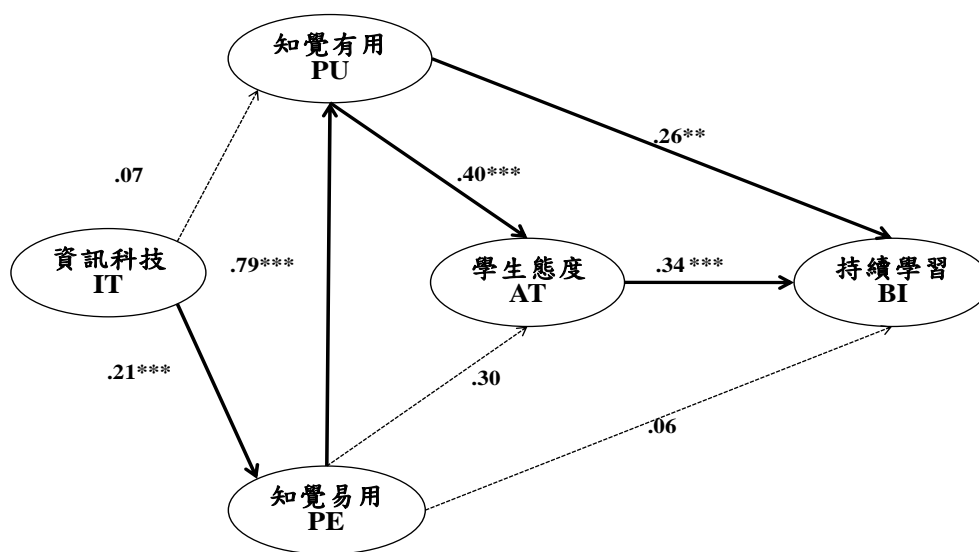 知覺有用
PU
.26**
.07
.40***
資訊科技
IT
.79***
學生態度
AT
.34 ***
持續學習
BI
.21***
.30
.06
知覺易用
PE